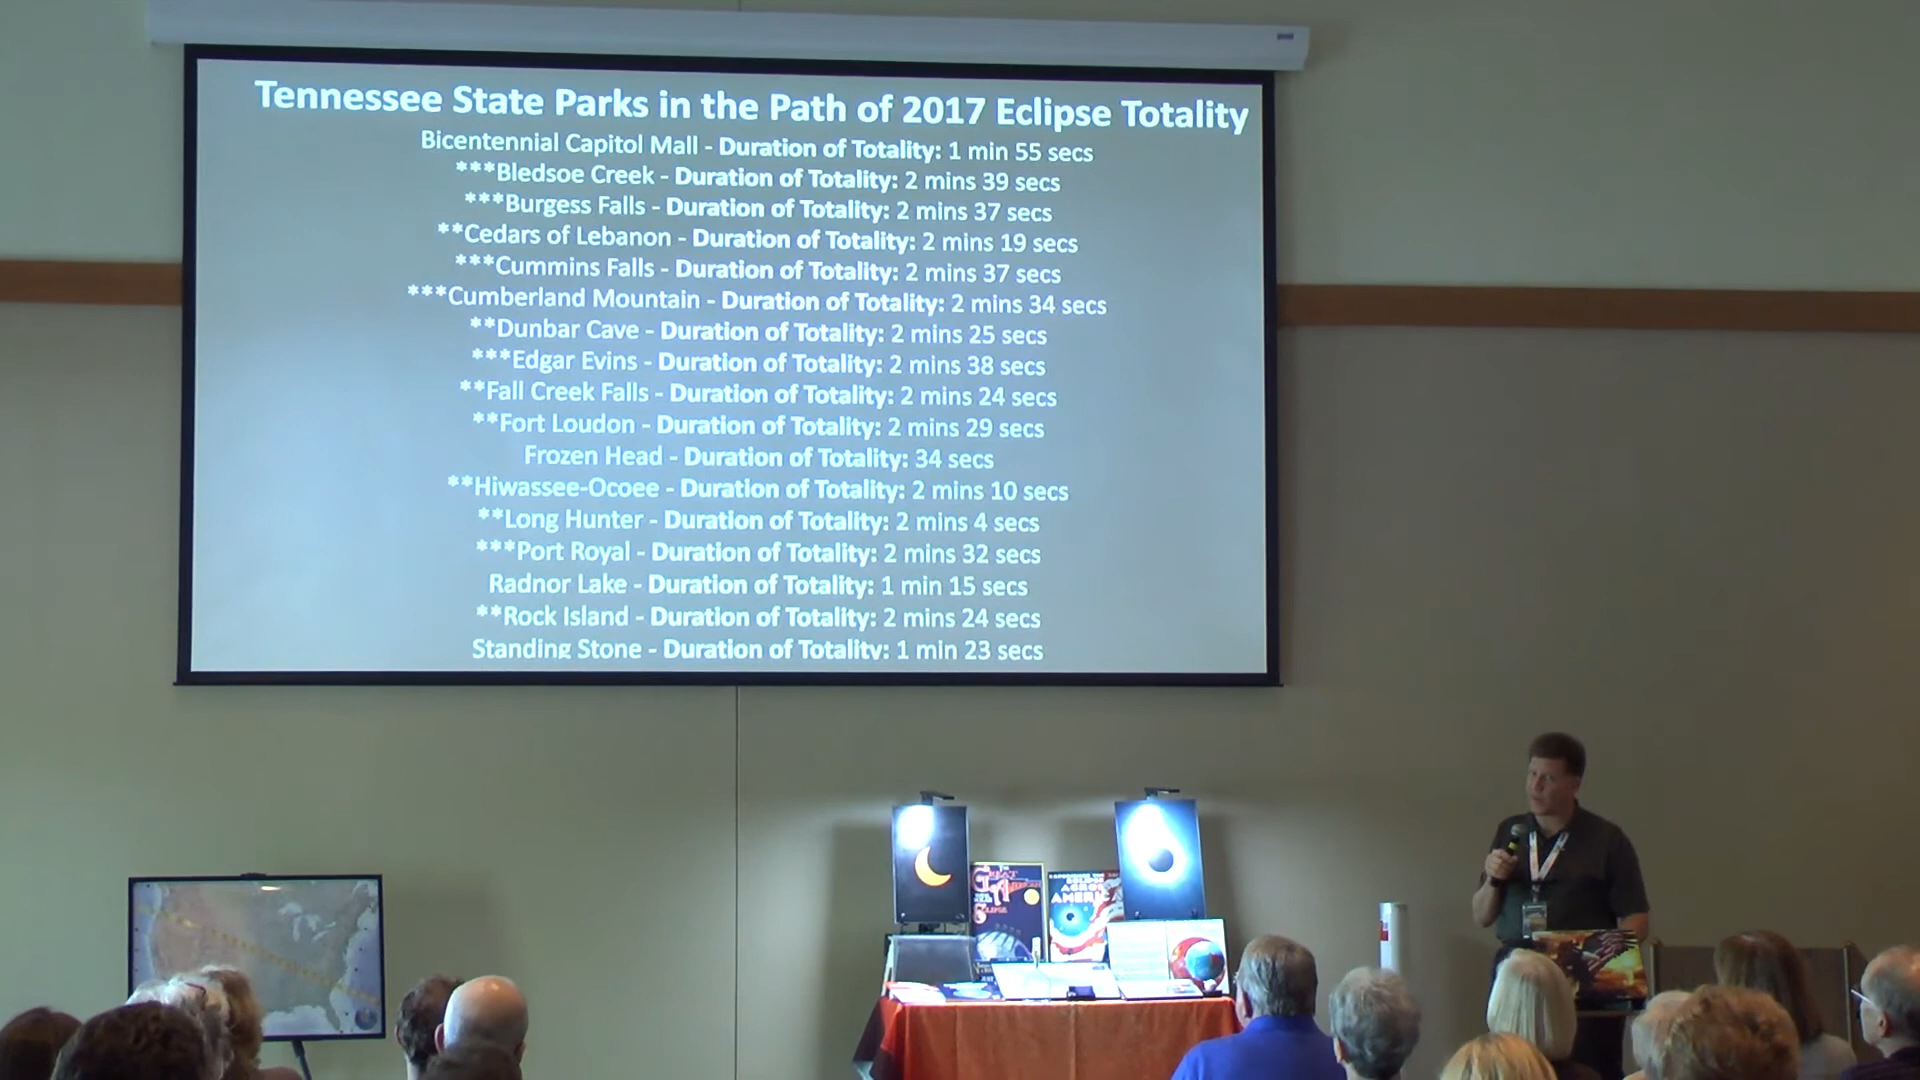 Tennessee State Parks in the Path of 2017 Eclipse Totality
Bicentennial Capitol Mall - Duration of Totality: 1 min 55 secs
***Bledsoe Creek - Duration of Totality: 2 mins 39 secs
***Burgess Falls - Duration of Totality: 2 mins 37 secs
**Cedars of Lebanon - Duration of Totality: 2 mins 19 secs
***Cummins Falls - Duration of Totality: 2 mins 37 secs
***Cumberland Mountain - Duration of Totality: 2 mins 34 secs
**Dunbar Cave - Duration of Totality: 2 mins 25 secs
***Edgar Evins - Duration of Totality: 2 mins 38 secs
**Fall Creek Falls - Duration of Totality: 2 mins 24 secs
**Fort Loudon - Duration of Totality: 2 mins 29 secs
Frozen Head - Duration of Totality: 34 secs
**Hiwassee-Ocoee - Duration of Totality: 2 mins 10 secs
**Long Hunter - Duration of Totality: 2 mins 4 secs
***Port Royal - Duration of Totality: 2 mins 32 secs
Radnor Lake - Duration of Totality: 1 min 15 secs
**Rock Island - Duration of Totality: 2 mins 24 secs
Standing Stone - Duration of Totality: 1 min 23 secs
THE
GREAT
AMERICAN
ECLIPSE
ECLIPSE
ACROSS
AMERICA